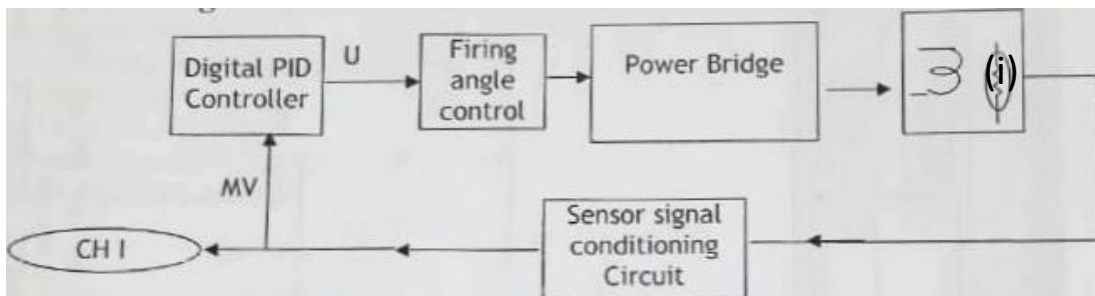 Digital PID
Controller
U
Firing
angle
control
Power Bridge
(i)
MV
CH I
Sensor signal
conditioning
Circuit